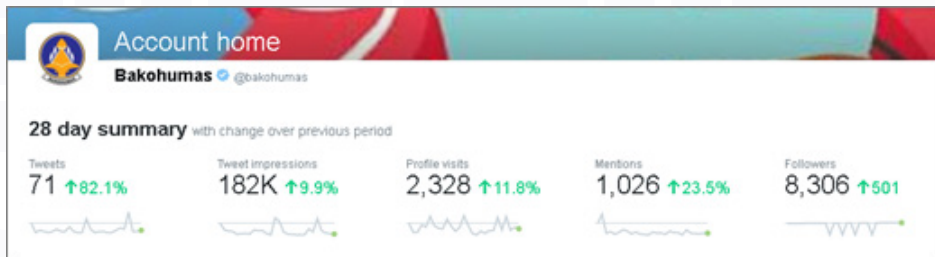 Account home
Bakohumas @bakohumas
28 day summary with change over previous period
Tweets Tweet impressions Profile visits Mentions Followers
71 ↑82.1% 182K ↑9.9% 2,328 ↑11.8% 1,026 ↑23.5% 8,306 ↑501